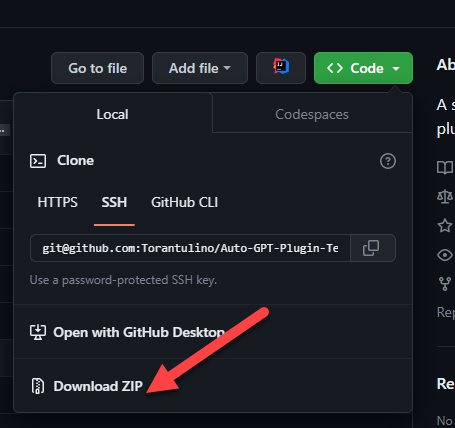 Go to file
Add file
Code
Ab
Local
Codespaces
A s
plu
Clone
HTTPS
SSH
GitHub CLI
git@github.com:Torantulino/Auto-GPT-Plugin-Te
Use a password-protected SSH key.
Rep
Open with GitHub Desktop
Download ZIP
Re
No